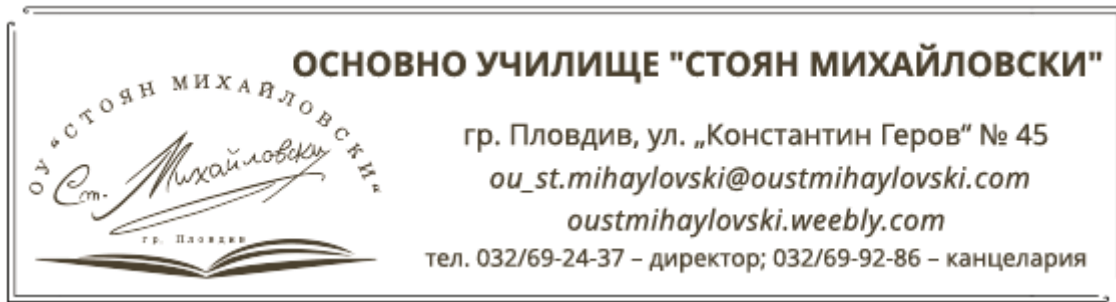 ОУ "СТОЯН МИХАЙЛОВСКИ"
Ст. Михайловски
гр. Пловдив
ОСНОВНО УЧИЛИЩЕ "СТОЯН МИХАЙЛОВСКИ"
гр. Пловдив, ул. „Константин Геров“ № 45
ou_st.mihaylovski@oustmihaylovski.com
oustmihaylovski.weebly.com
тел. 032/69-24-37 – директор; 032/69-92-86 – канцелария